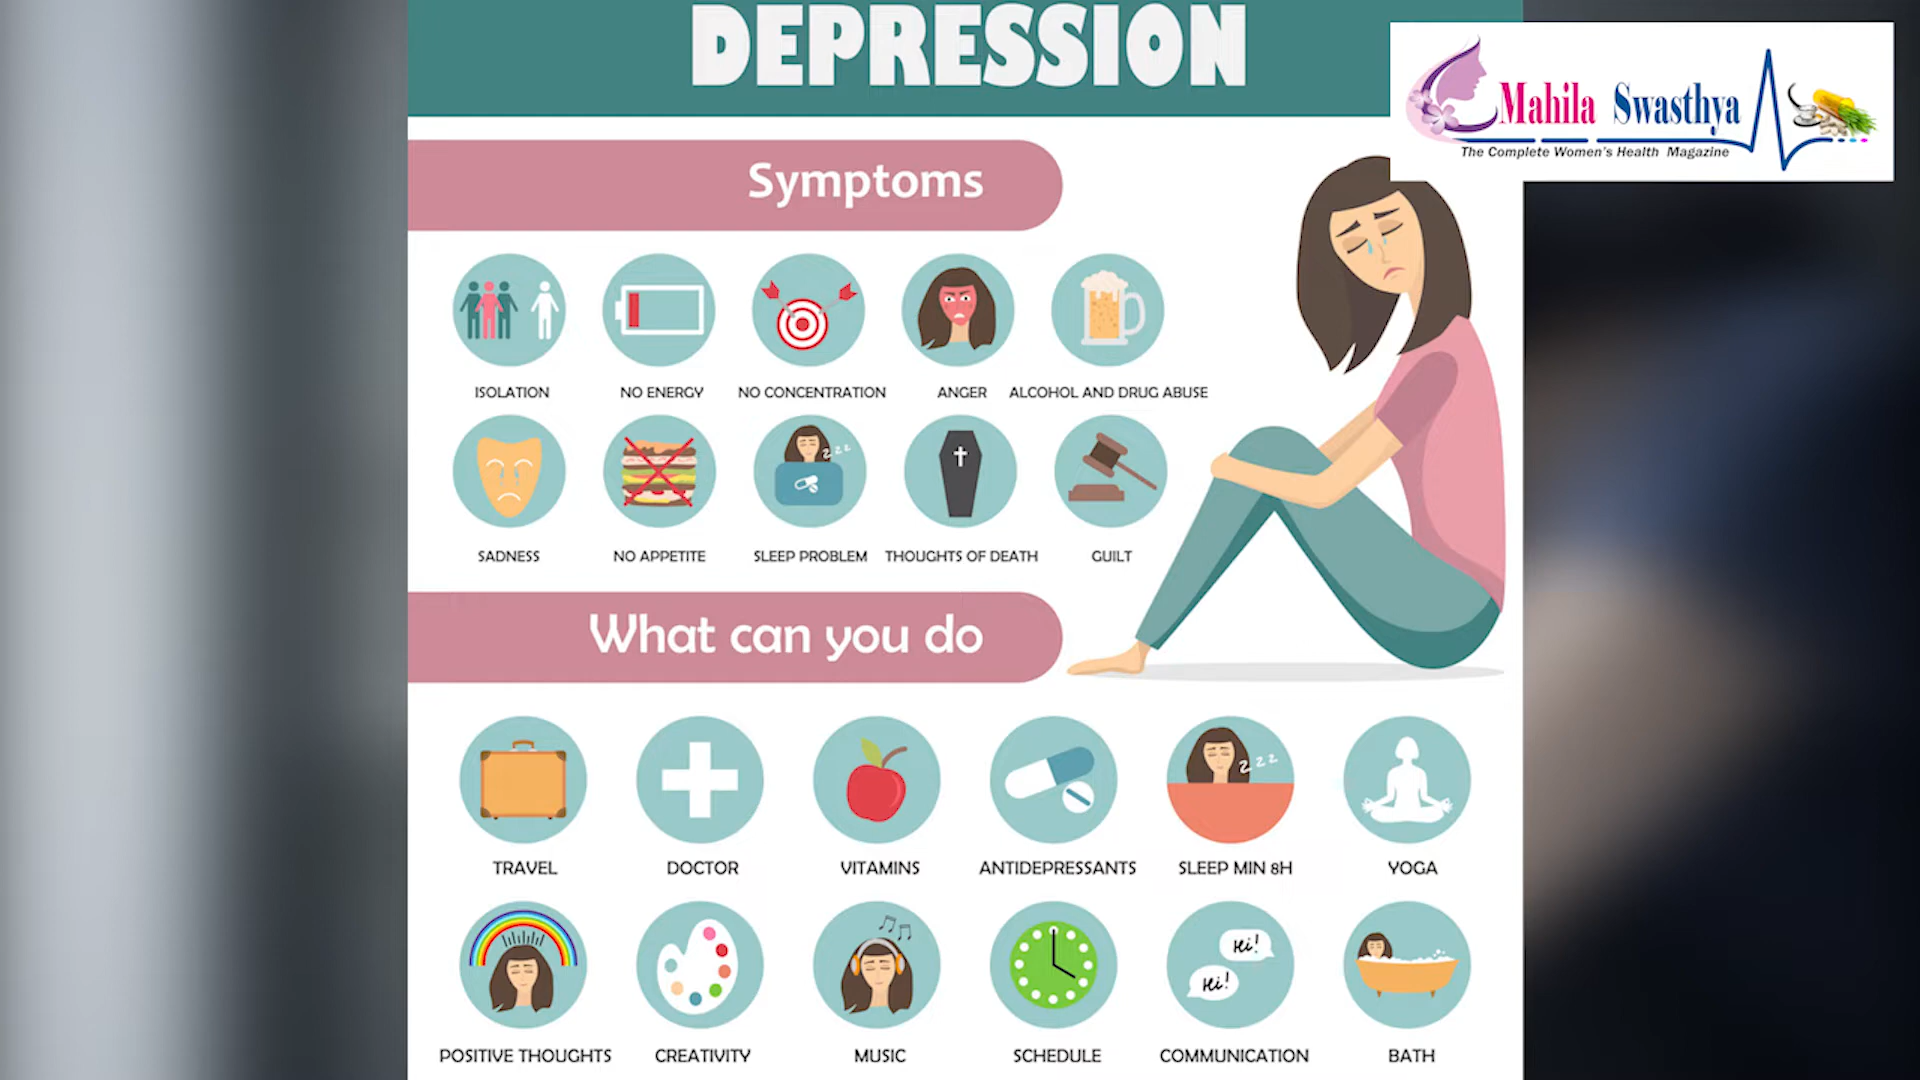 DEPRESSION
Mahila Swasthya
The Complete Women's Health Magazine
Symptoms
ISOLATION
NO ENERGY
NO CONCENTRATION
ANGER
ALCOHOL AND DRUG ABUSE
zzz
SADNESS
NO APPETITE
SLEEP PROBLEM
THOUGHTS OF DEATH
GUILT
What can you do
zzz
TRAVEL
DOCTOR
VITAMINS
ANTIDEPRESSANTS
SLEEP MIN 8H
YOGA
Hi!
Hi!
POSITIVE THOUGHTS
CREATIVITY
MUSIC
SCHEDULE
COMMUNICATION
BATH